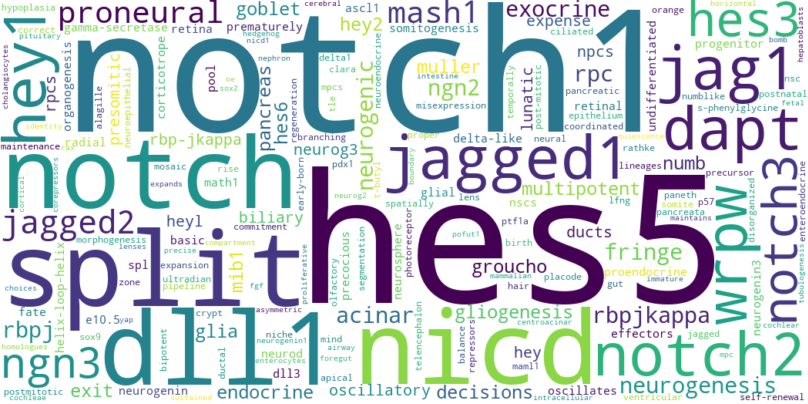 hypoplasia
proneural
notch1
goblet
cerebral
mash1
exocrine
horizontal
orange
hes3
correct
pituitary
gamma-secretase
prematurely
hedgehog
nicd1
ascl1
hey2
somitogenesis
expense
ciliated
bomb
hepatoblasts
hey1
cholangiocytes
rpcs
organogenesis
presomitic
neuroepithelial
retina
corticotrope
pool
alagille
pancreas
hes6
oe
sox2
nephron
delta1
clara
mpcs
tle
regeneration
neuroendocrine
muller
intestine
misexpression
ngn2
npcs
rpc
pancreatic
temporally
post-mitotic
lunatic
retinal
epithelium
coordinated
undifferentiated
jag1
progenitor
nsc
postnatal
fetal
numblike
s-phenylglycine
dapt
identity
maintenance
radial
rbp-jkappa
branching
neurog3
neurogenic
delta-like
neural
proper
quiescence
rathke
numb
lineages
precursor
notch
cortical
corepressors
expands
mosaic
rise
math1
pdx1
early-born
neurog2
t-butyl
jagged1
boundary
spatially
glial
lens
nscs
multipotent
lfng
paneth
somite
maintains
p57
pancreata
disorganized
notch3
enteroendocrine
tubulogenesis
jagged2
heyl
biliary
commitment
neurosphere
photoreceptor
hes5
ptf1a
pofut1
birth
mammalian
hair
ducts
placode
groucho
fringe
proendocrine
gut
immature
wrpw
neurogenin3
cochlear
split
helix-loop-helix
morphogenesis
lenses
basic
precise
compartment
spl
expansion
ultradian
zone
pipeline
mib1
fgf
proliferative
olfactory
precocious
segmentation
choices
fate
e10.5
yap
dll1
crypt
asymmetric
niche
neurogenin1
glia
acinar
centroacinar
nicd
gliogenesis
rbpjkappa
effectors
jagged
mpc
notch2
rbpj
sox9
homologues
bipotent
ductal
neurod
enterocytes
mind
airway
foregut
telencephalon
balance
repressors
hey
maml1
ngn3
exit
dll3
apical
neurogenesis
postmitotic
cochleae
neurogenin
sustained
endocrine
oscillatory
decisions
oscillates
intracellular
ventricular
self-renewal